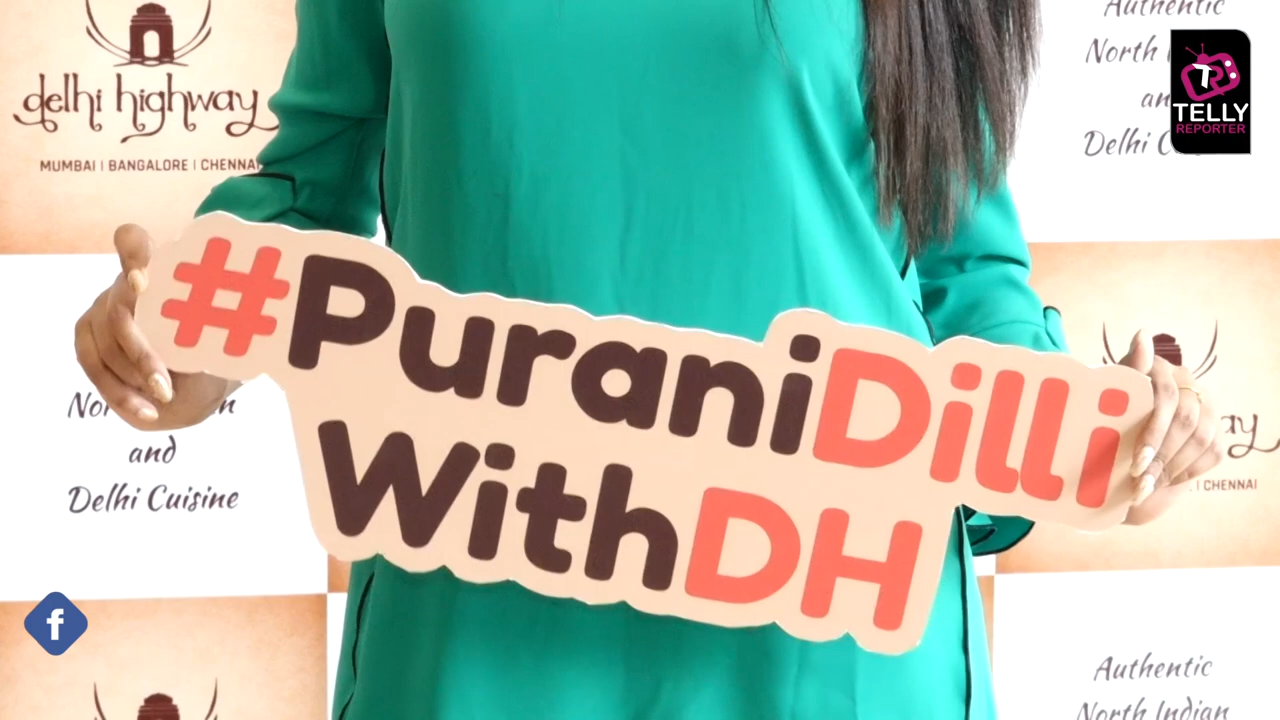 delhi highway
MUMBAI | BANGALORE | CHENNAI
Authentic
North
Delhi
TELLY
REPORTER
#PuraniDilli
WithDH
and
Delhi Cuisine
CHENNAI
f
Authentic
North Indian